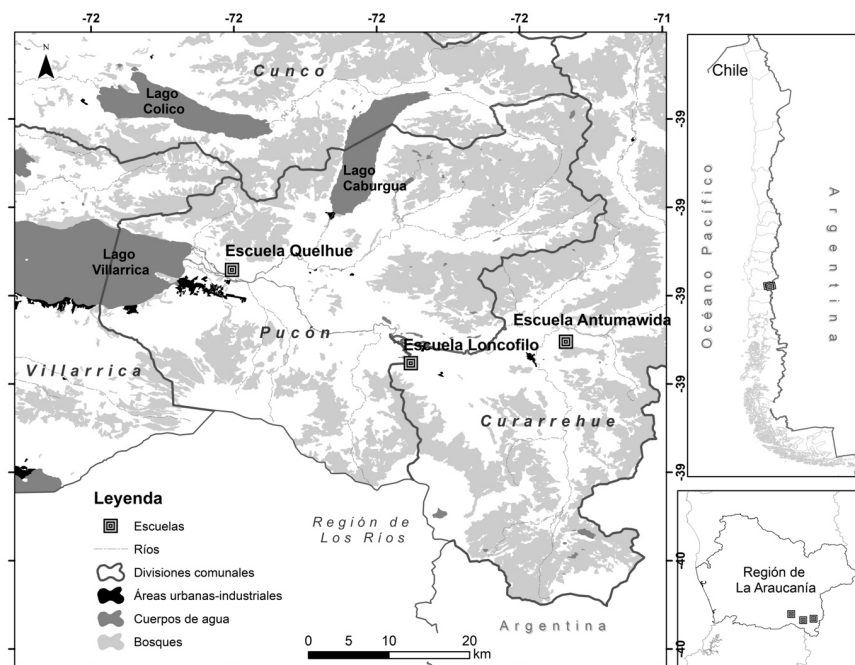 -72
-72
-72
-72
-71
N
Cunco
Lago
Colico
Lago
Caburgua
Lago
Villarrica
Escuela Quelhue
Pucón
Escuela Antumawida
Escuela Loncofilo
Villarrica
Curarrehue
Región de
Los Ríos
Argentina
-39
-39
-39
-39
-39
-40
-40
Leyenda
Escuelas
Ríos
Divisiones comunales
Áreas urbanas-industriales
Cuerpos de agua
Bosques
0 5 10 20
km
Chile
Océano Pacífico
Argentina
Región de
La Araucanía